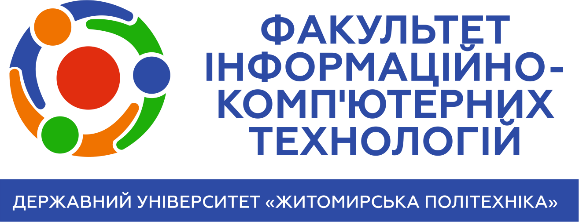 ФАКУЛЬТЕТ
ІНФОРМАЦІЙНО-
КОМП'ЮТЕРНИХ
ТЕХНОЛОГІЙ
ДЕРЖАВНИЙ УНІВЕРСИТЕТ «ЖИТОМИРСЬКА ПОЛІТЕХНІКА»